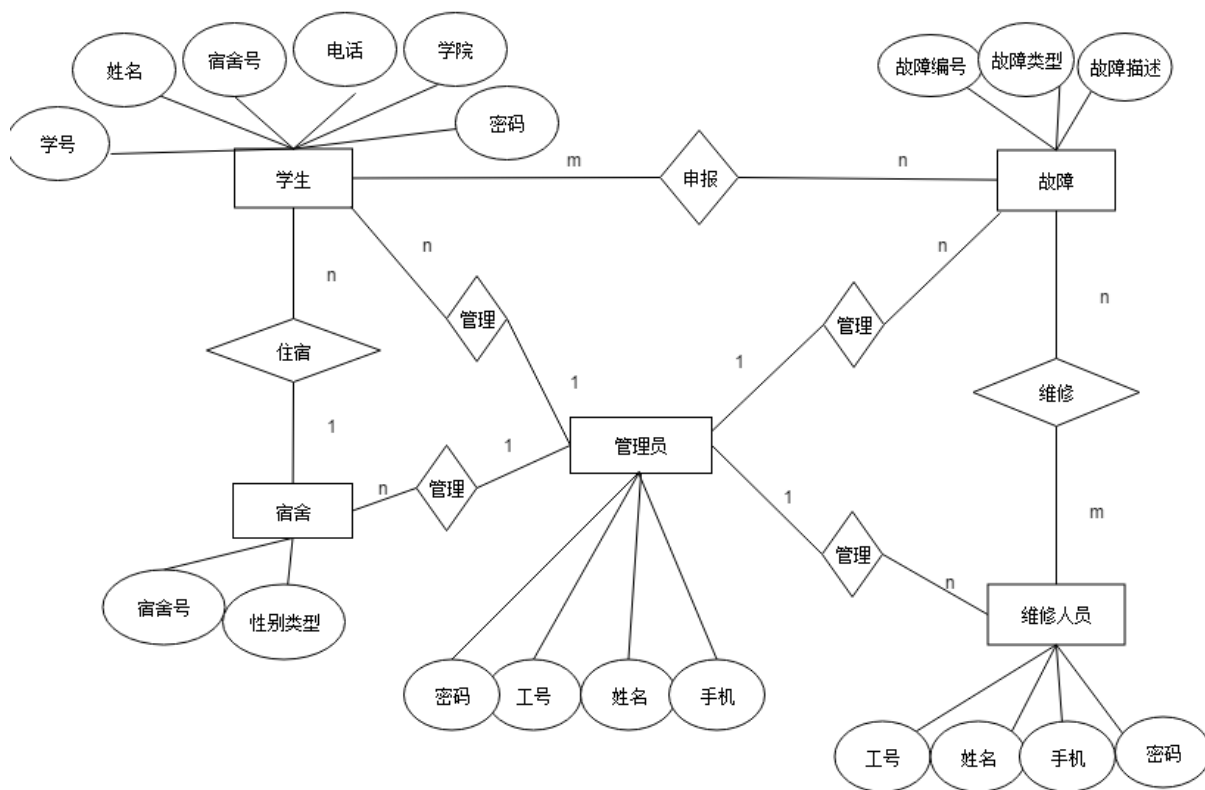 姓名
宿舍号
电话
学院
密码
学号
学生
m
申报
n
故障
故障编号
故障类型
故障描述
n
n
管理
n
管理
n
住宿
1
1
维修
1
1
管理员
n
管理
宿舍
1
管理
m
宿舍号
性别类型
n
维修人员
密码
工号
姓名
手机
工号
姓名
手机
密码